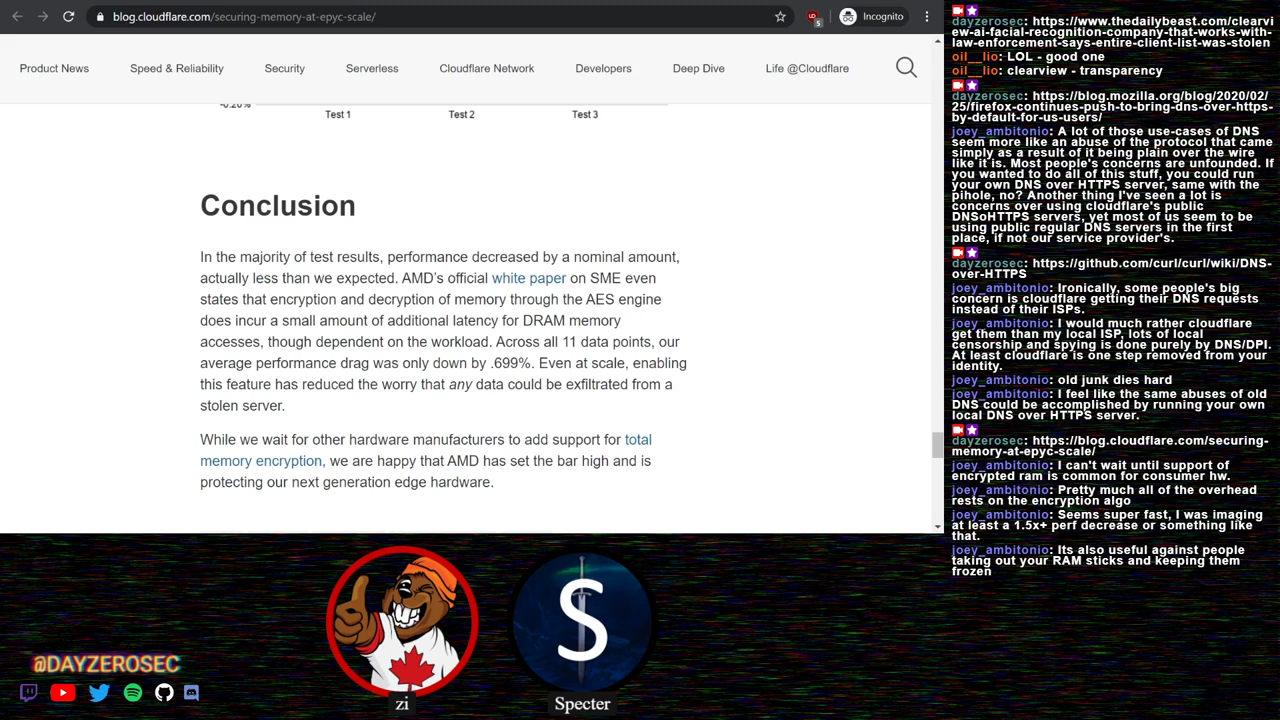 blog.cloudflare.com/securing-memory-at-epyc-scale/
5
Incognito
Product News
Speed & Reliability
Security
Serverless
Cloudflare Network
Developers
Deep Dive
Life @Cloudflare
-0.20%
Test 1
Test 2
Test 3
Conclusion
In the majority of test results, performance decreased by a nominal amount,
actually less than we expected. AMD's official white paper on SME even
states that encryption and decryption of memory through the AES engine
does incur a small amount of additional latency for DRAM memory
accesses, though dependent on the workload. Across all 11 data points, our
average performance drag was only down by .699%. Even at scale, enabling
this feature has reduced the worry that any data could be exfiltrated from a
stolen server.
While we wait for other hardware manufacturers to add support for total
memory encryption, we are happy that AMD has set the bar high and is
protecting our next generation edge hardware.
dayzerosec: https://www.thedailybeast.com/clearvi
ew-ai-facial-recognition-company-that-works-with-
law-enforcement-says-entire-client-list-was-stolen
oil__lio: LOL - good one
oil__lio: clearview - transparency
dayzerosec: https://blog.mozilla.org/blog/2020/02/
25/firefox-continues-push-to-bring-dns-over-https-
by-default-for-us-users/
joey_ambitonio: A lot of those use-cases of DNS
seem more like an abuse of the protocol that came
simply as a result of it being plain over the wire
like it is. Most people's concerns are unfounded. If
you wanted to do all of this stuff, you could run
your own DNS over HTTPS server, same with the
pihole, no? Another thing I've seen a lot is
concerns over using cloudflare's public
DNSoHTTPS servers, yet most of us seem to be
using public regular DNS servers in the first
place, if not our service provider's.
dayzerosec: https://github.com/curl/curl/wiki/DNS-
over-HTTPS
joey_ambitonio: Ironically, some people's big
concern is cloudflare getting their DNS requests
instead of their ISPs.
joey_ambitonio: I would much rather cloudflare
get them than my local ISP, lots of local
censorship and spying is done purely by DNS/DPI.
At least cloudflare is one step removed from your
identity.
joey_ambitonio: old junk dies hard
joey_ambitonio: I feel like the same abuses of old
DNS could be accomplished by running your own
local DNS over HTTPS server.
dayzerosec: https://blog.cloudflare.com/securing-
memory-at-epyc-scale/
joey_ambitonio: I can't wait until support of
encrypted ram is common for consumer hw.
joey_ambitonio: Pretty much all of the overhead
rests on the encryption algo
joey_ambitonio: Seems super fast, I was imaging
at least a 1.5x+ perf decrease or something like
that.
joey_ambitonio: Its also useful against people
taking out your RAM sticks and keeping them
frozen
@DAYZEROSEC
S
zi
Specter